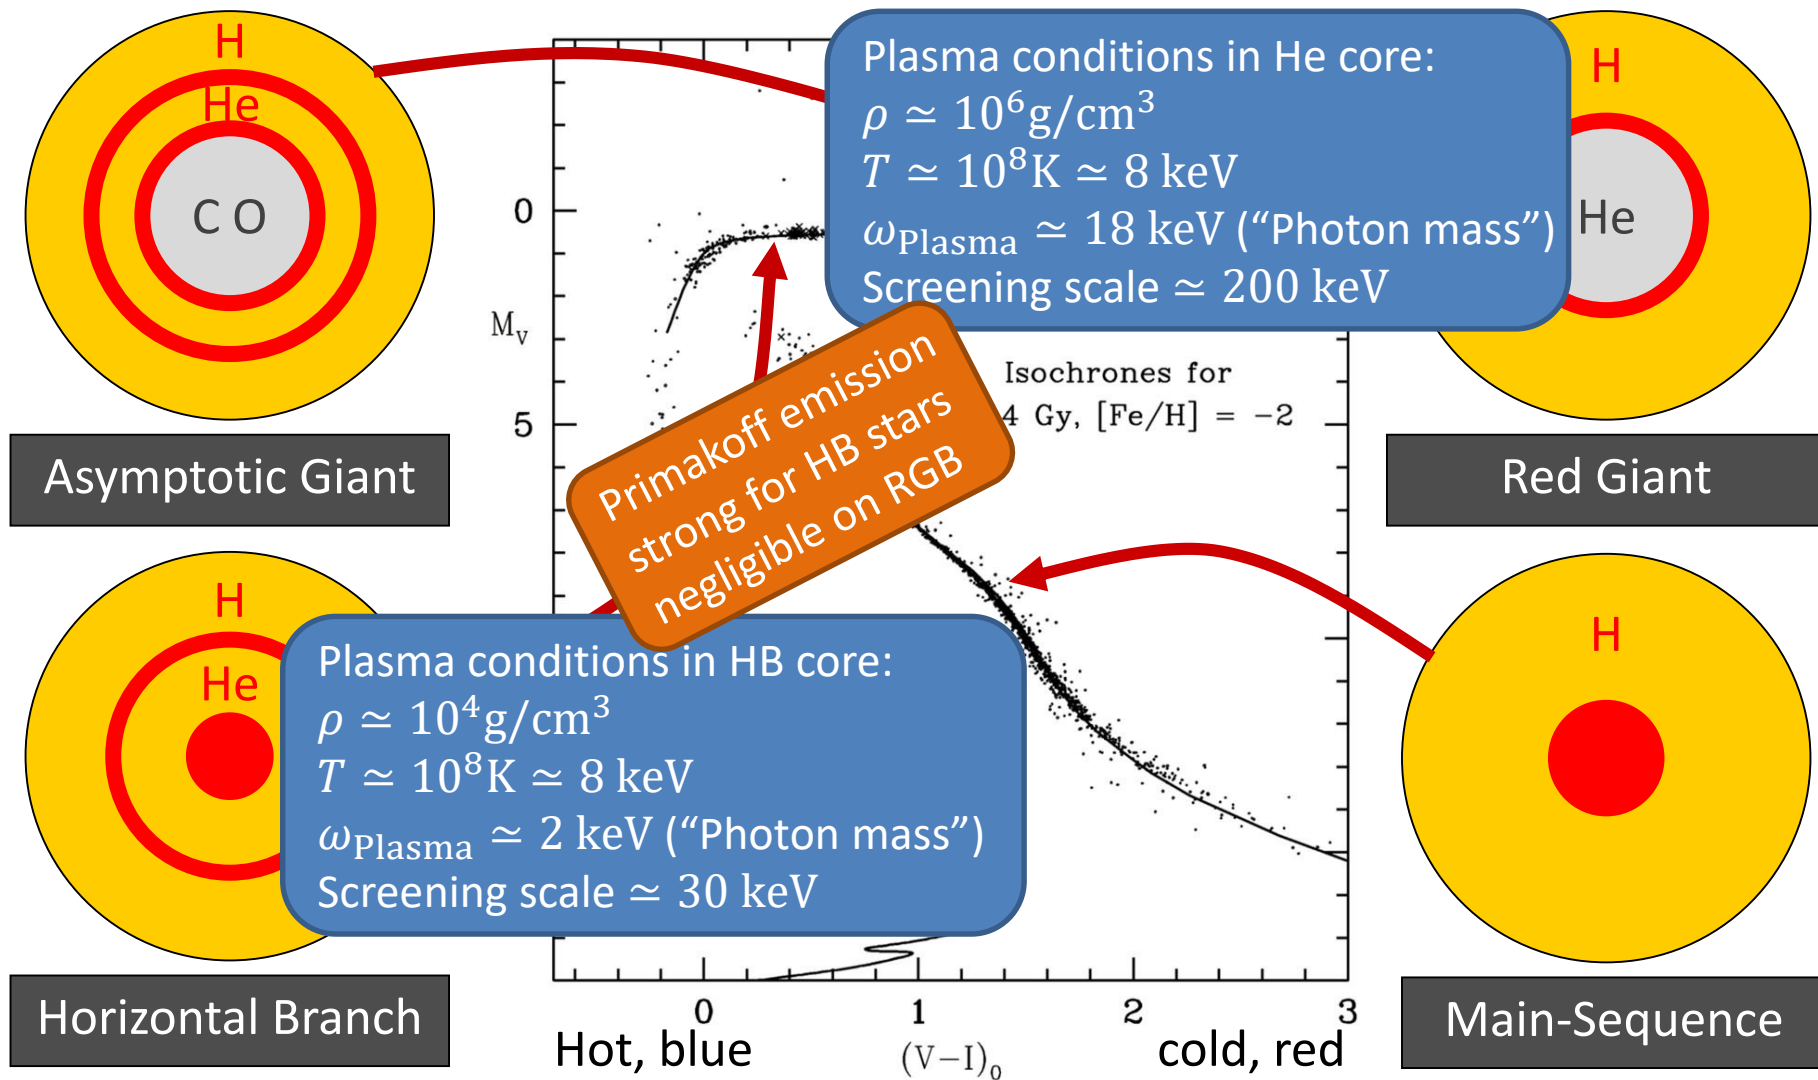 H
He
C O
Asymptotic Giant
Plasma conditions in He core:
ρ ≃ 10⁶g/cm³
T ≃ 10⁸K ≃ 8 keV
ω_Plasma ≃ 18 keV (“Photon mass”)
Screening scale ≃ 200 keV
H
He
Red Giant
0
M_V
5
Isochrones for
4 Gy, [Fe/H] = −2
Primakoff emission
strong for HB stars
negligible on RGB
H
He
Horizontal Branch
Plasma conditions in HB core:
ρ ≃ 10⁴g/cm³
T ≃ 10⁸K ≃ 8 keV
ω_Plasma ≃ 2 keV (“Photon mass”)
Screening scale ≃ 30 keV
H
Main-Sequence
0 1 2 3
Hot, blue (V−I)₀ cold, red